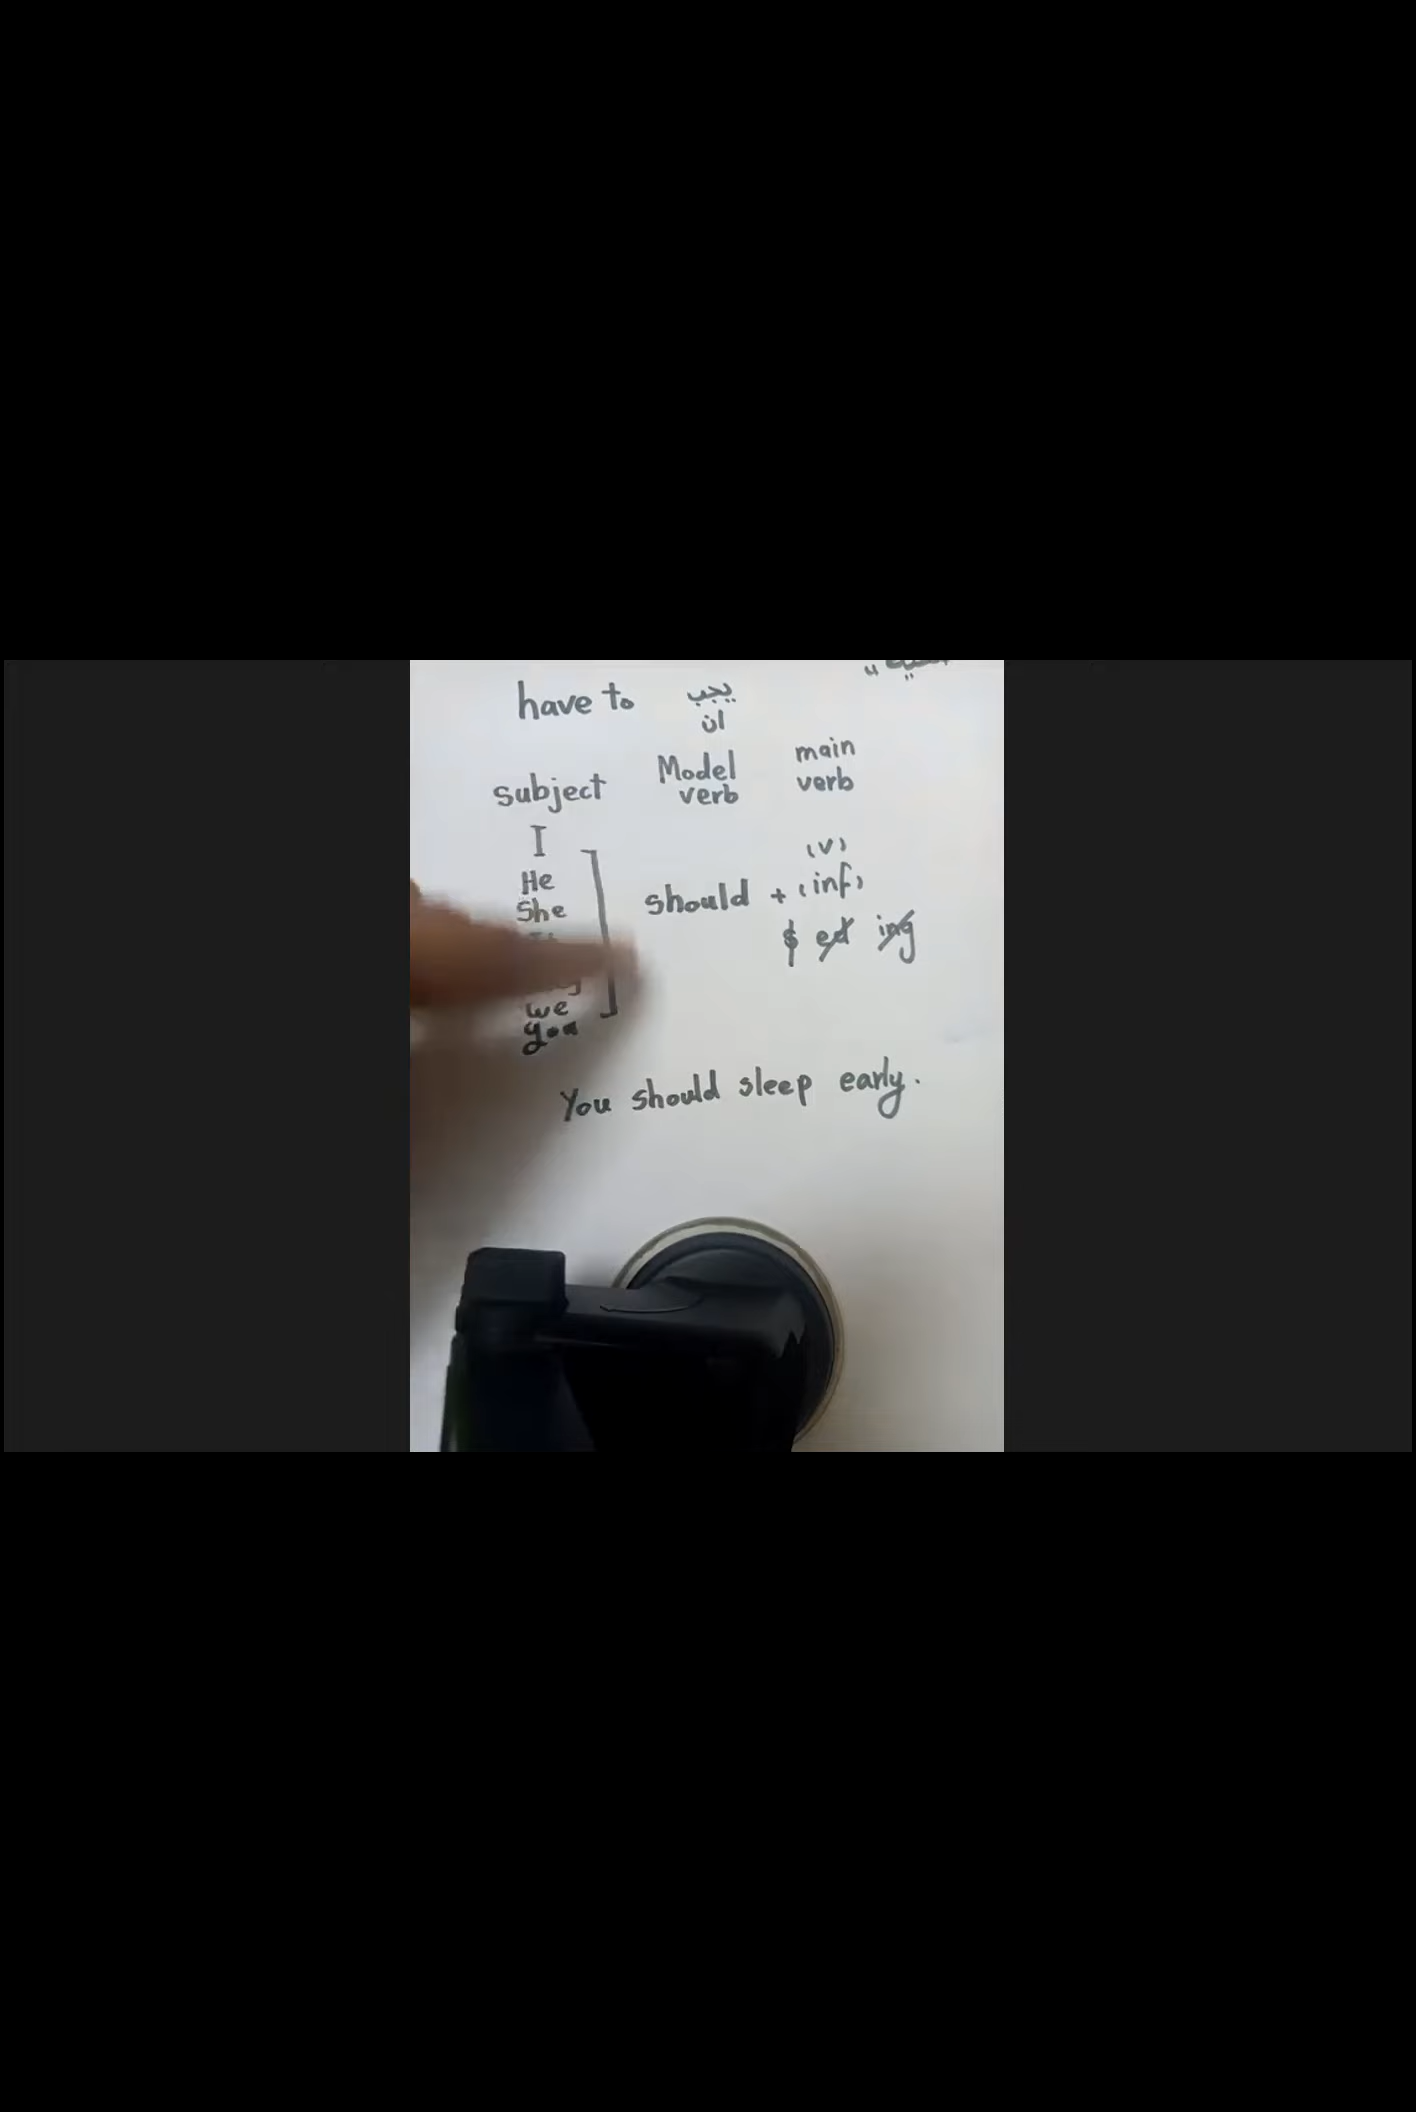 have to يجب
ان
subject Model verb main verb
I
He
She
we
you
should + (inf)
(v)
s ed ing
You should sleep early.